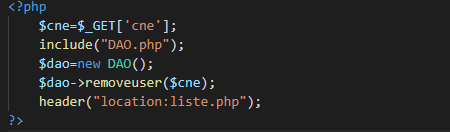 <?php
$cne=$_GET['cne'];
include("DAO.php");
$dao=new DAO();
$dao->removeuser($cne);
header("location:liste.php");
?>